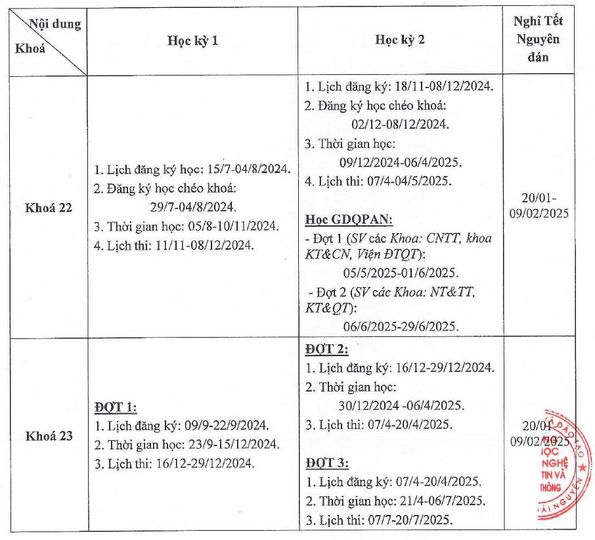 Nội dung
Khoá
Học kỳ 1
Học kỳ 2
Nghỉ Tết
Nguyên
đán
Khoá 22
1. Lịch đăng ký học: 15/7-04/8/2024.
2. Đăng ký học chéo khoá:
29/7-04/8/2024.
3. Thời gian học: 05/8-10/11/2024.
4. Lịch thi: 11/11-08/12/2024.
1. Lịch đăng ký: 18/11-08/12/2024.
2. Đăng ký học chéo khoá:
02/12-08/12/2024.
3. Thời gian học:
09/12/2024-06/4/2025.
4. Lịch thi: 07/4-04/5/2025.
Học GDQPAN:
- Đợt 1 (SV các Khoa: CNTT, khoa
KT&CN, Viện ĐTQT):
05/5/2025-01/6/2025.
- Đợt 2 (SV các Khoa: NT&TT,
KT&QT):
06/6/2025-29/6/2025.
20/01-
09/02/2025
Khoá 23
ĐỢT 1:
1. Lịch đăng ký: 09/9-22/9/2024.
2. Thời gian học: 23/9-15/12/2024.
3. Lịch thi: 16/12-29/12/2024.
ĐỢT 2:
1. Lịch đăng ký: 16/12-29/12/2024.
2. Thời gian học:
30/12/2024 -06/4/2025.
3. Lịch thi: 07/4-20/4/2025.
ĐỢT 3:
1. Lịch đăng ký: 07/4-20/4/2025.
2. Thời gian học: 21/4-06/7/2025.
3. Lịch thi: 07/7-20/7/2025.
20/01-
09/02/2025
ĐÀO TẠO
NG
HỌC
NGHỆ
TIN VÀ
THÔNG
ÁI NGUYÊN